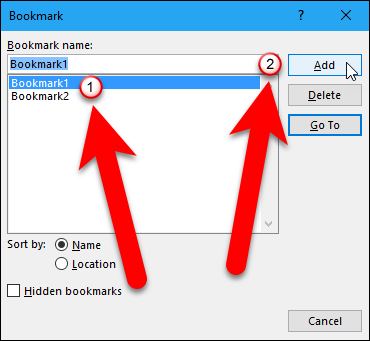 Bookmark
?
Bookmark name:
Bookmark1
Add
Bookmark1
Bookmark2
Delete
Go To
1
2
Sort by:
Name
Location
Hidden bookmarks
Cancel